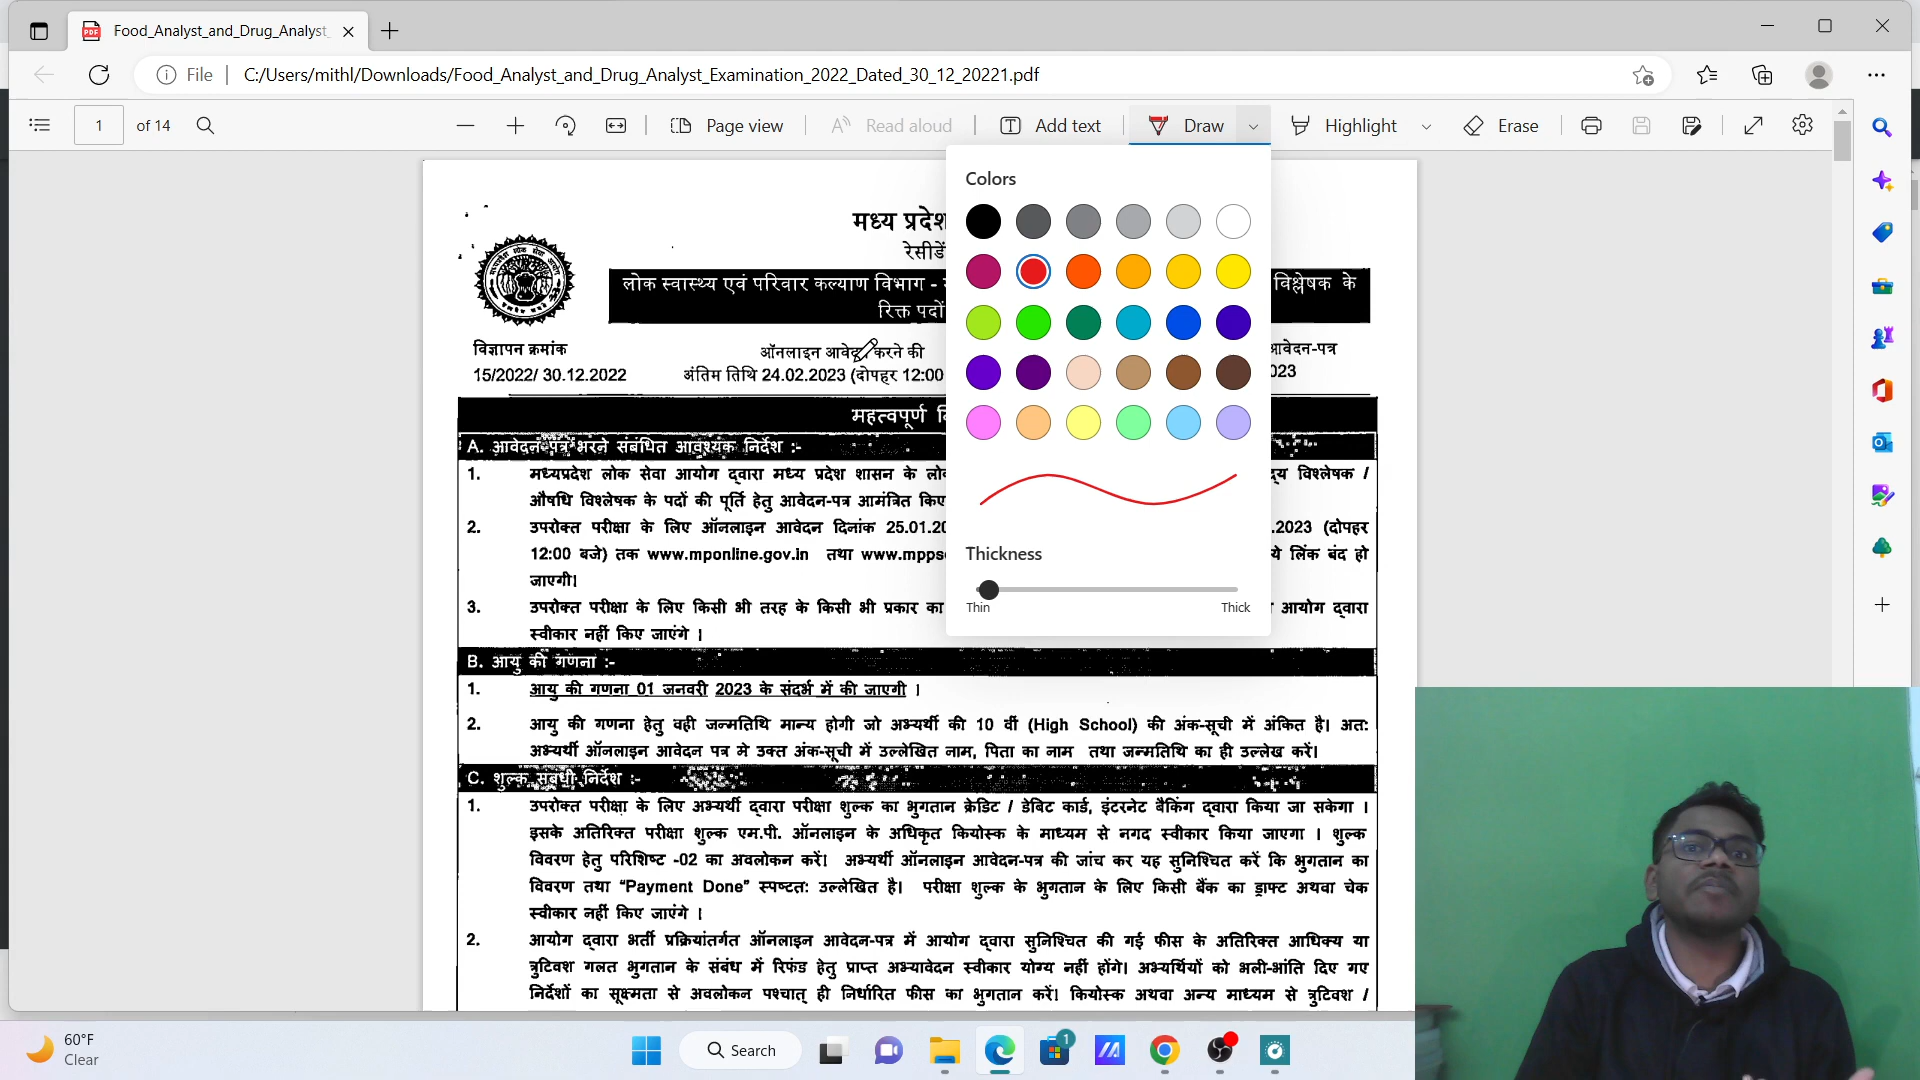 Food_Analyst_and_Drug_Analyst_
File
C:/Users/mithl/Downloads/Food_Analyst_and_Drug_Analyst_Examination_2022_Dated_30_12_20221.pdf
1 of 14
Page view
Read aloud
Add text
Draw
Highlight
Erase
Colors
Thickness
Thin
Thick
मध्य प्रदेश
रेसीडें
लोक स्वास्थ्य एवं परिवार कल्याण विभाग -
विश्लेषक के
रिक्त पदों
विज्ञापन क्रमांक
ऑनलाइन आवेदन करने की
आवेदन-पत्र
15/2022/ 30.12.2022
अंतिम तिथि 24.02.2023 (दोपहर 12:00
023
महत्वपूर्ण
A. आवेदन-पत्र भरने संबंधित आवश्यक निर्देश :-
1. मध्यप्रदेश लोक सेवा आयोग द्वारा मध्य प्रदेश शासन के लो
विश्लेषक /
औषधि विश्लेषक के पदों की पूर्ति हेतु आवेदन-पत्र आमंत्रित किए
2. उपरोक्त परीक्षा के लिए ऑनलाइन आवेदन दिनांक 25.01.20
.2023 (दोपहर
12:00 बजे) तक www.mponline.gov.in तथा www.mpps
ये लिंक बंद हो
जाएगी।
3. उपरोक्त परीक्षा के लिए किसी भी तरह के किसी भी प्रकार का
आयोग द्वारा
स्वीकार नहीं किए जाएंगे ।
B. आयु की गणना :-
1. आयु की गणना 01 जनवरी 2023 के संदर्भ में की जाएगी ।
2. आयु की गणना हेतु वही जन्मतिथि मान्य होगी जो अभ्यर्थी की 10 वीं (High School) की अंक-सूची में अंकित है। अत:
अभ्यर्थी ऑनलाइन आवेदन पत्र मे उक्त अंक-सूची में उल्लेखित नाम, पिता का नाम तथा जन्मतिथि का ही उल्लेख करें।
C. शुल्क संबंधी निर्देश :-
1. उपरोक्त परीक्षा के लिए अभ्यर्थी द्वारा परीक्षा शुल्क का भुगतान क्रेडिट / डेबिट कार्ड, इंटरनेट बैकिंग द्वारा किया जा सकेगा ।
इसके अतिरिक्त परीक्षा शुल्क एम.पी. ऑनलाइन के अधिकृत कियोस्क के माध्यम से नगद स्वीकार किया जाएगा । शुल्क
विवरण हेतु परिशिष्ट -02 का अवलोकन करें। अभ्यर्थी ऑनलाइन आवेदन-पत्र की जांच कर यह सुनिश्चित करें कि भुगतान का
विवरण तथा “Payment Done” स्पष्टत: उल्लेखित है। परीक्षा शुल्क के भुगतान के लिए किसी बैंक का ड्राफ्ट अथवा चेक
स्वीकार नहीं किए जाएंगे ।
2. आयोग द्वारा भर्ती प्रक्रियांतर्गत ऑनलाइन आवेदन-पत्र में आयोग द्वारा सुनिश्चित की गई फीस के अतिरिक्त आधिक्य या
त्रुटिवश गलत भुगतान के संबंध में रिफंड हेतु प्राप्त अभ्यावेदन स्वीकार योग्य नहीं होंगे। अभ्यर्थियों को भली-भांति दिए गए
निर्देशों का सूक्ष्मता से अवलोकन पश्चात् ही निर्धारित फीस का भुगतान करें। कियोस्क अथवा अन्य माध्यम से त्रुटिवश /
60°F
Clear
Search
1